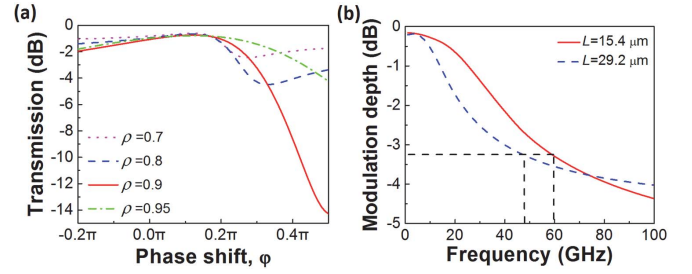 (a)
Transmission (dB)
0
-2
-4
-6
-8
-10
-12
-14
ρ=0.7
ρ=0.8
ρ=0.9
ρ=0.95
-0.2π 0.0π 0.2π 0.4π
Phase shift, φ
(b)
Modulation depth (dB)
0
-1
-2
-3
-4
-5
L=15.4 μm
L=29.2 μm
0 20 40 60 80 100
Frequency (GHz)